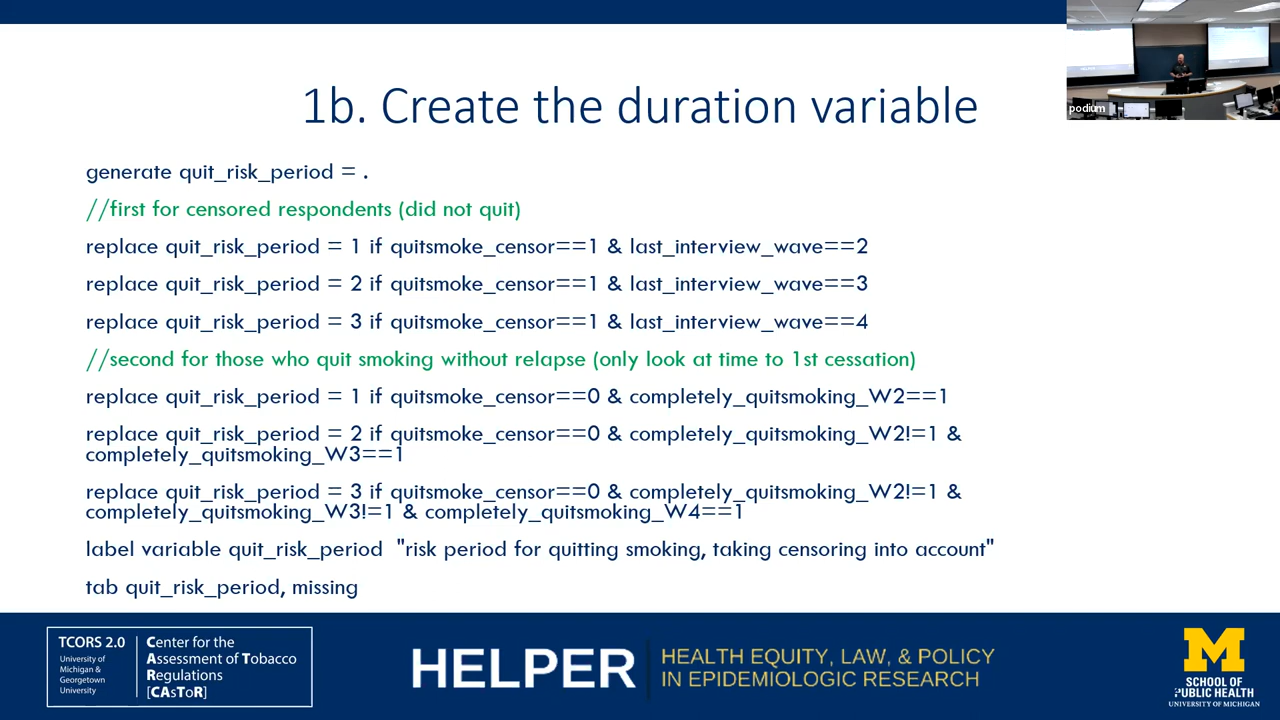 podium
1b. Create the duration variable
generate quit_risk_period = .
//first for censored respondents (did not quit)
replace quit_risk_period = 1 if quitsmoke_censor==1 & last_interview_wave==2
replace quit_risk_period = 2 if quitsmoke_censor==1 & last_interview_wave==3
replace quit_risk_period = 3 if quitsmoke_censor==1 & last_interview_wave==4
//second for those who quit smoking without relapse (only look at time to 1st cessation)
replace quit_risk_period = 1 if quitsmoke_censor==0 & completely_quitsmoking_W2==1
replace quit_risk_period = 2 if quitsmoke_censor==0 & completely_quitsmoking_W2!=1 &
completely_quitsmoking_W3==1
replace quit_risk_period = 3 if quitsmoke_censor==0 & completely_quitsmoking_W2!=1 &
completely_quitsmoking_W3!=1 & completely_quitsmoking_W4==1
label variable quit_risk_period "risk period for quitting smoking, taking censoring into account"
tab quit_risk_period, missing
TCORS 2.0
University of
Michigan &
Georgetown
University
Center for the
Assessment of Tobacco
Regulations
[CAsToR]
HELPER
HEALTH EQUITY, LAW, & POLICY
IN EPIDEMIOLOGIC RESEARCH
M
SCHOOL OF
PUBLIC HEALTH
UNIVERSITY OF MICHIGAN